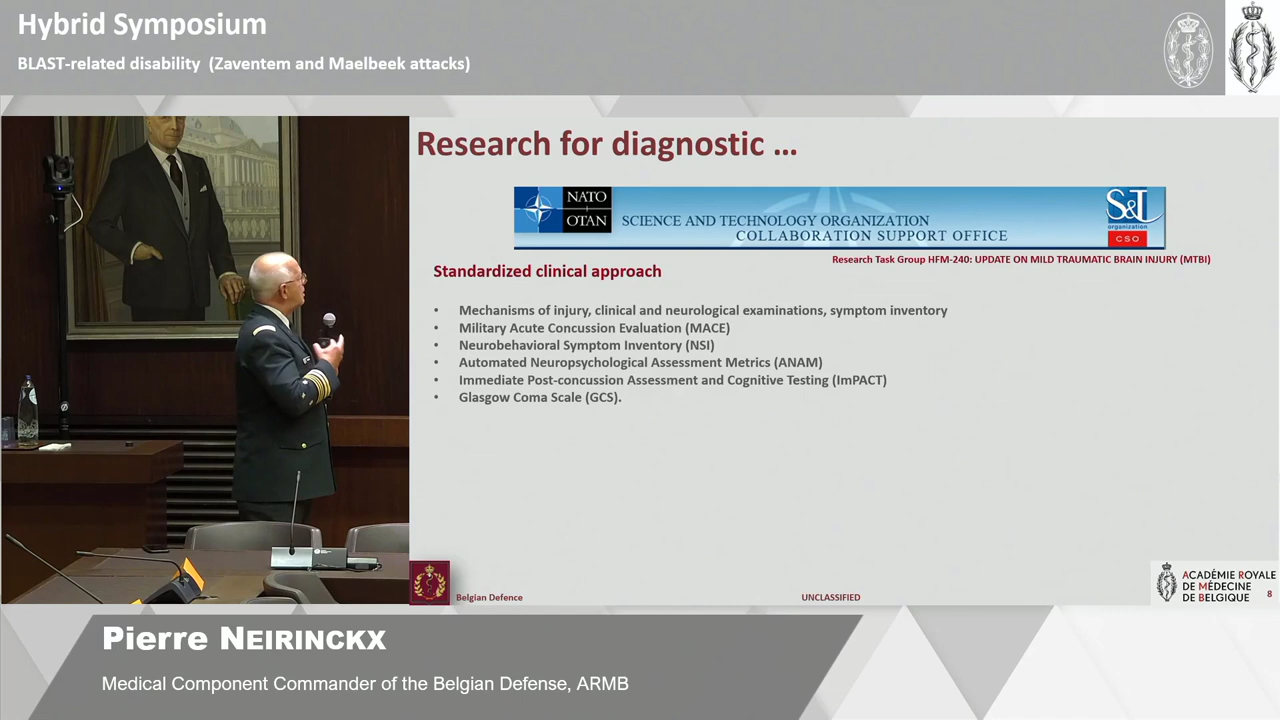 Hybrid Symposium
BLAST-related disability (Zaventem and Maelbeek attacks)
Research for diagnostic ...
NATO
OTAN
SCIENCE AND TECHNOLOGY ORGANIZATION
COLLABORATION SUPPORT OFFICE
S&T
organization
CSO
Research Task Group HFM-240: UPDATE ON MILD TRAUMATIC BRAIN INJURY (MTBI)
Standardized clinical approach
• Mechanisms of injury, clinical and neurological examinations, symptom inventory
• Military Acute Concussion Evaluation (MACE)
• Neurobehavioral Symptom Inventory (NSI)
• Automated Neuropsychological Assessment Metrics (ANAM)
• Immediate Post-concussion Assessment and Cognitive Testing (ImPACT)
• Glasgow Coma Scale (GCS).
Belgian Defence
UNCLASSIFIED
ACADÉMIE ROYALE
DE MÉDECINE
DE BELGIQUE
8
Pierre NEIRINCKX
Medical Component Commander of the Belgian Defense, ARMB